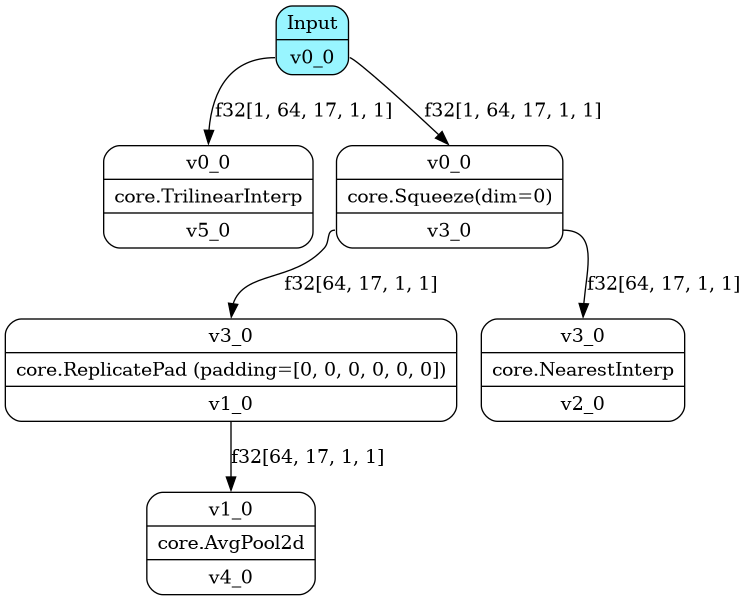 Input
v0_0
f32[1, 64, 17, 1, 1]
f32[1, 64, 17, 1, 1]
v0_0
core.TrilinearInterp
v5_0
v0_0
core.Squeeze(dim=0)
v3_0
f32[64, 17, 1, 1]
f32[64, 17, 1, 1]
v3_0
core.ReplicatePad (padding=[0, 0, 0, 0, 0, 0])
v1_0
v3_0
core.NearestInterp
v2_0
f32[64, 17, 1, 1]
v1_0
core.AvgPool2d
v4_0